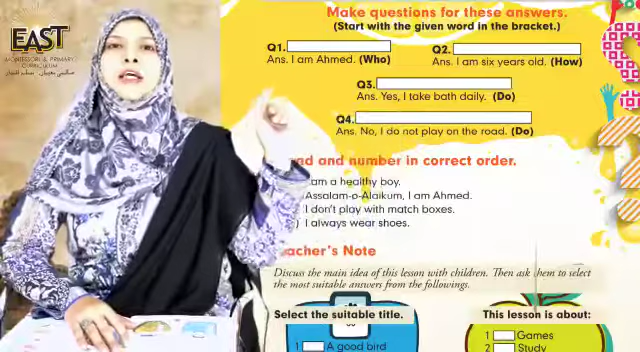 EAST
MONTESSORI & PRIMARY
CURRICULUM
Make questions for these answers.
(Start with the given word in the bracket.)
Q1.
Ans. I am Ahmed. (Who)
Q2.
Ans. I am six years old. (How)
Q3.
Ans. Yes, I take bath daily. (Do)
Q4.
Ans. No, I do not play on the road. (Do)
and number in correct order.
am a healthy boy.
Assalam-o-Alaikum, I am Ahmed.
I don't play with match boxes.
) I always wear shoes.
acher's Note
Discuss the main idea of this lesson with children. Then ask them to select
the most suitable answers from the followings.
Select the suitable title.
1 A good bird
This lesson is about:
1 Games
2 Study